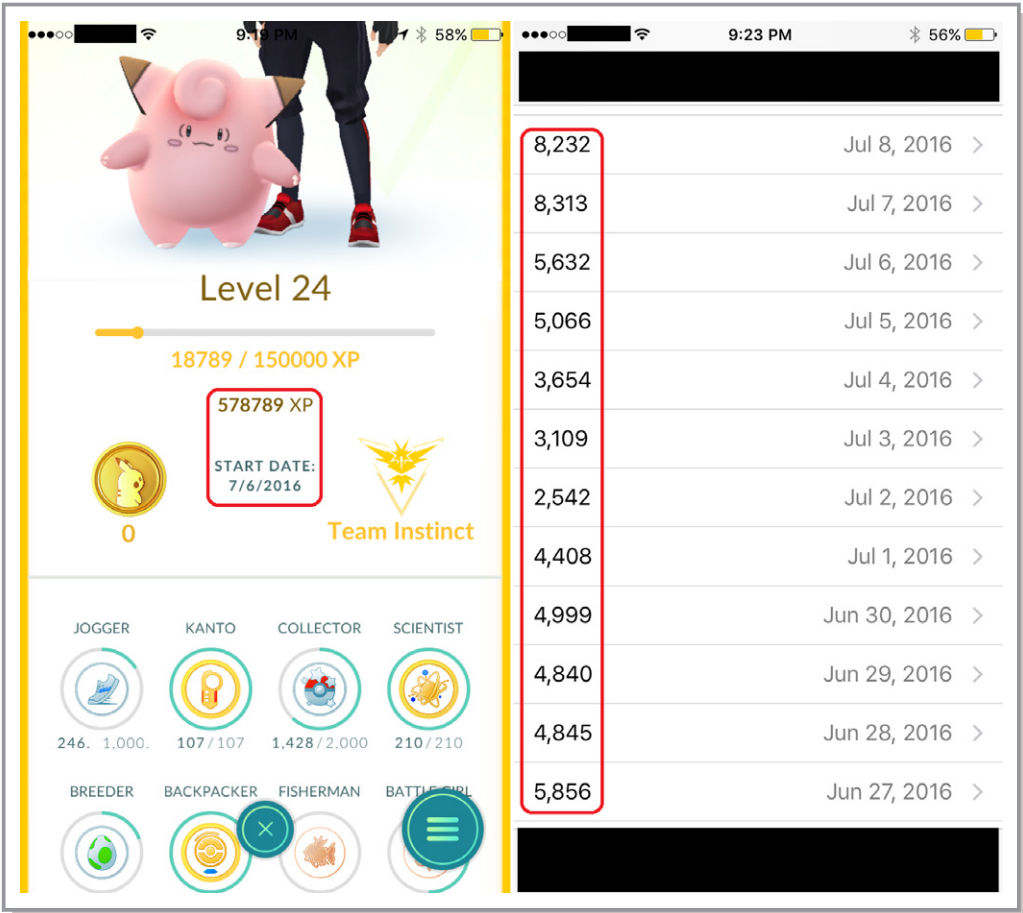 9:19 PM
58%
Level 24
18789 / 150000 XP
578789 XP
START DATE:
7/6/2016
0
Team Instinct
JOGGER KANTO COLLECTOR SCIENTIST
246. 1,000. 107/107 1,428/2,000 210/210
BREEDER BACKPACKER FISHERMAN BATTLE GIRL
9:23 PM
56%
8,232 Jul 8, 2016
8,313 Jul 7, 2016
5,632 Jul 6, 2016
5,066 Jul 5, 2016
3,654 Jul 4, 2016
3,109 Jul 3, 2016
2,542 Jul 2, 2016
4,408 Jul 1, 2016
4,999 Jun 30, 2016
4,840 Jun 29, 2016
4,845 Jun 28, 2016
5,856 Jun 27, 2016